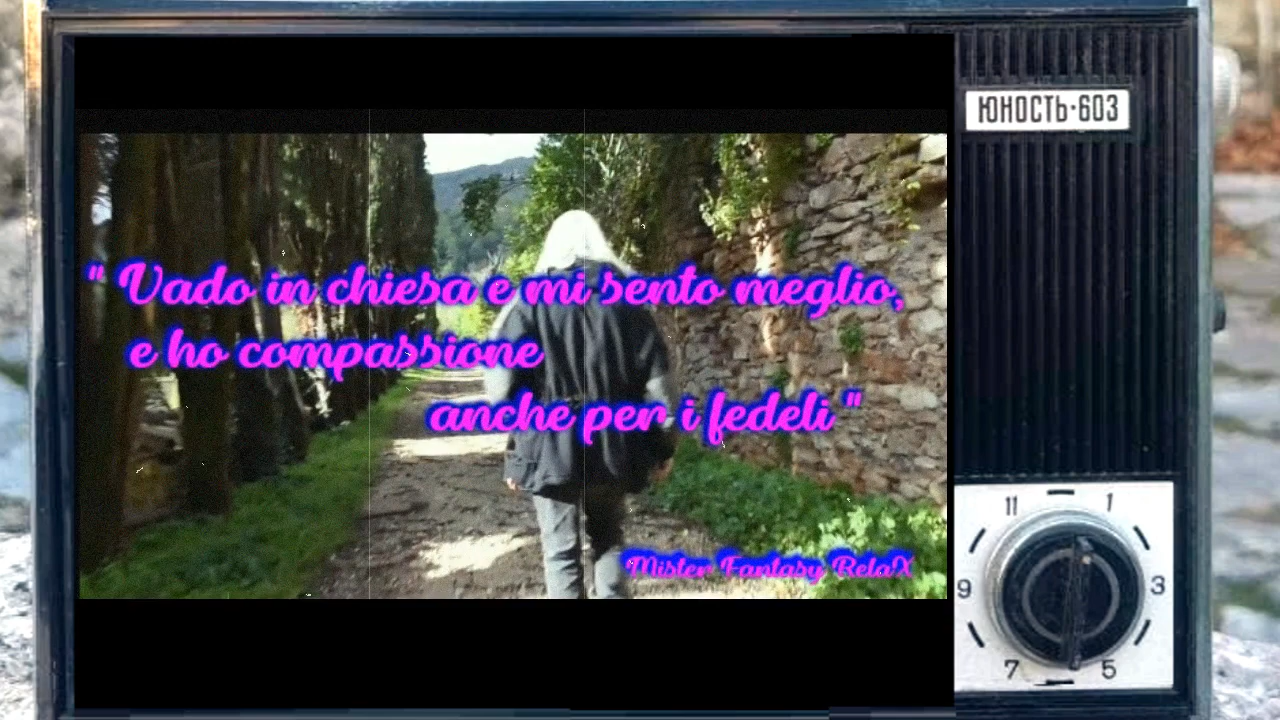 ЮНОСТЬ·603
" Vado in chiesa e mi sento meglio,
e ho compassione
anche per i fedeli "
Mister Fantasy RelaX
11
1
9
3
7
5